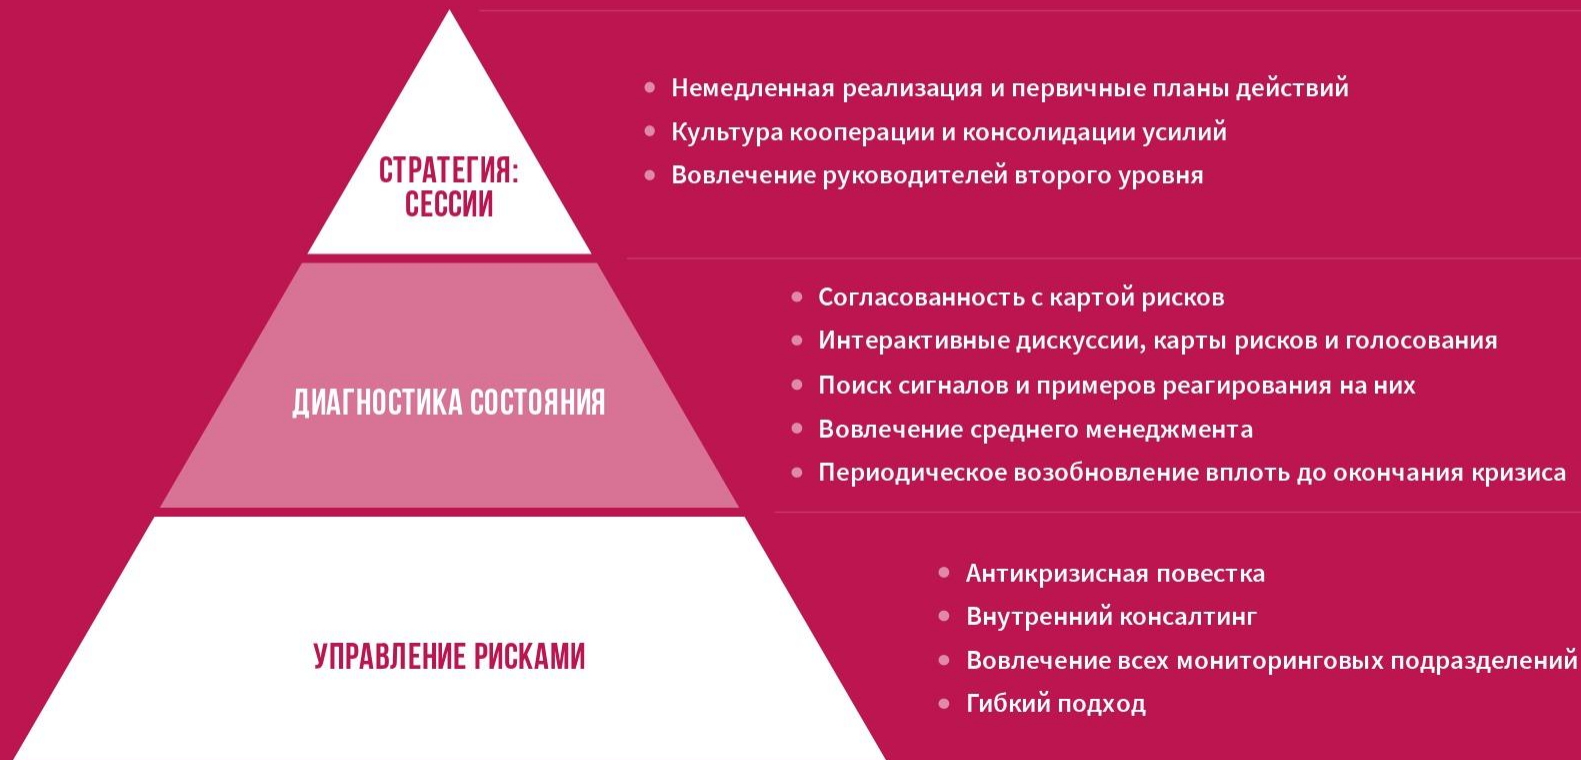 СТРАТЕГИЯ:
СЕССИИ
Немедленная реализация и первичные планы действий
Культура кооперации и консолидации усилий
Вовлечение руководителей второго уровня
ДИАГНОСТИКА СОСТОЯНИЯ
Согласованность с картой рисков
Интерактивные дискуссии, карты рисков и голосования
Поиск сигналов и примеров реагирования на них
Вовлечение среднего менеджмента
Периодическое возобновление вплоть до окончания кризиса
УПРАВЛЕНИЕ РИСКАМИ
Антикризисная повестка
Внутренний консалтинг
Вовлечение всех мониторинговых подразделений
Гибкий подход